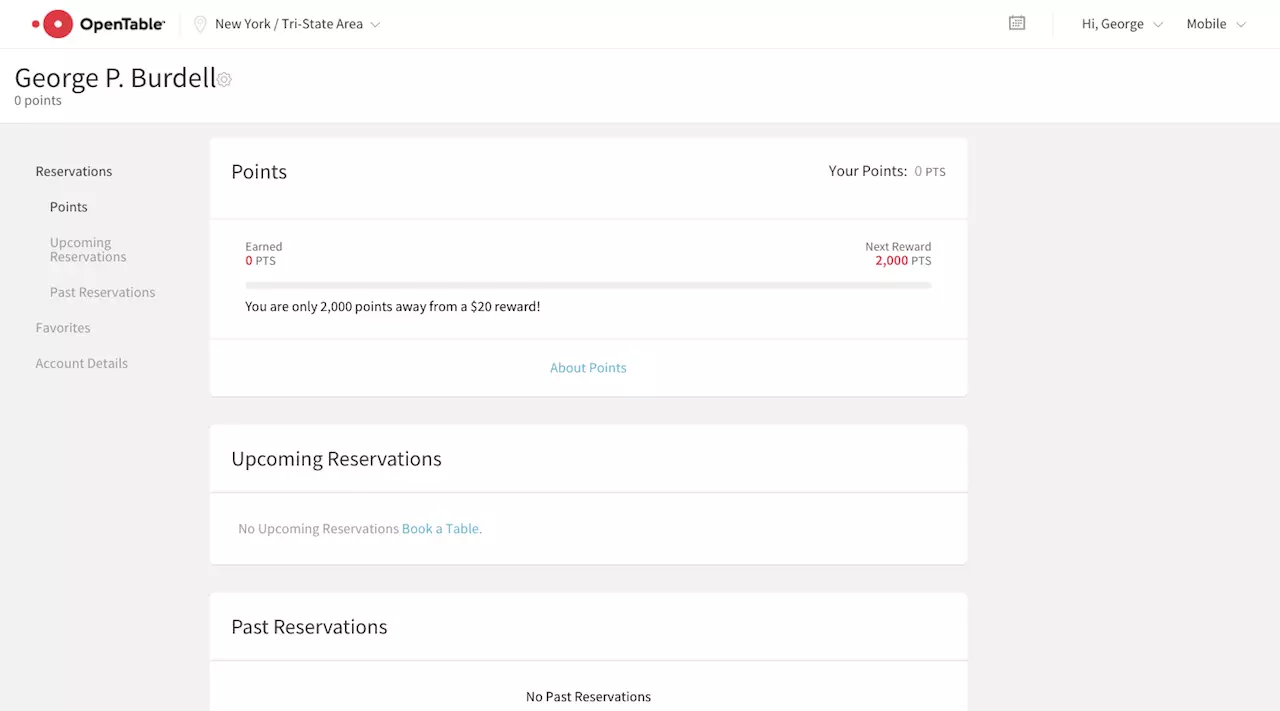 OpenTable
New York / Tri-State Area
Hi, George
Mobile
George P. Burdell
0 points
Reservations
Points
Upcoming
Reservations
Past Reservations
Favorites
Account Details
Points
Your Points: 0 PTS
Earned
0 PTS
Next Reward
2,000 PTS
You are only 2,000 points away from a $20 reward!
About Points
Upcoming Reservations
No Upcoming Reservations Book a Table.
Past Reservations
No Past Reservations